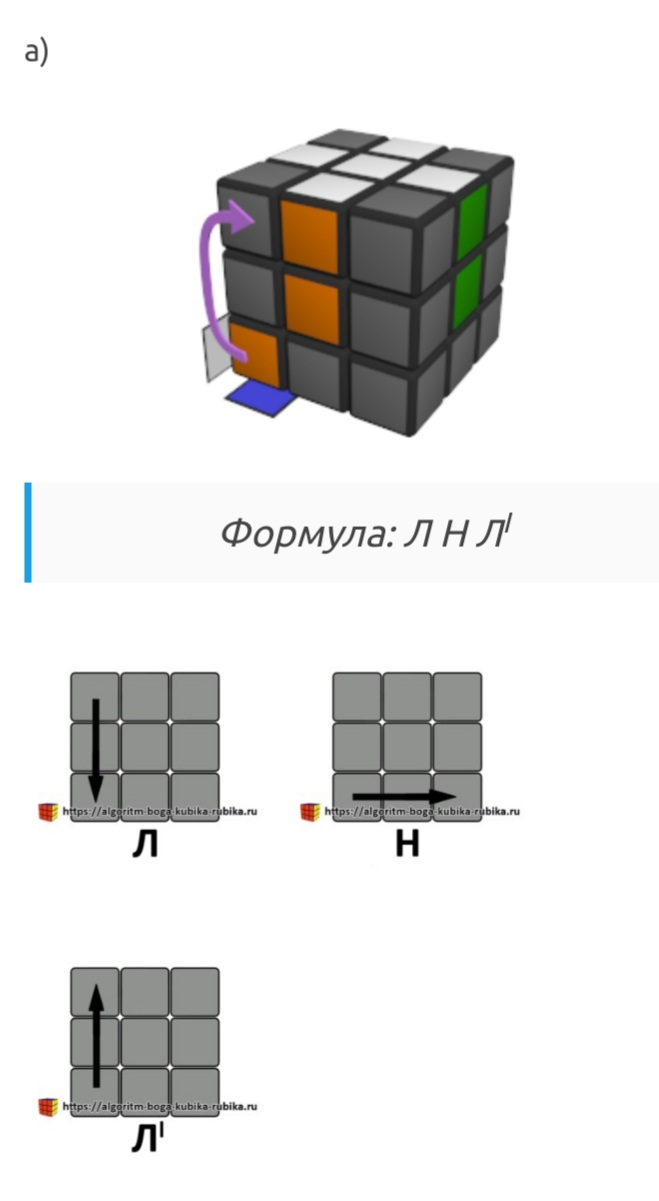 а)
Формула: Л Н Л|
https://algoritm-boga-kubika-rubika.ru
https://algoritm-boga-kubika-rubika.ru
Л
Н
https://algoritm-boga-kubika-rubika.ru
Л|